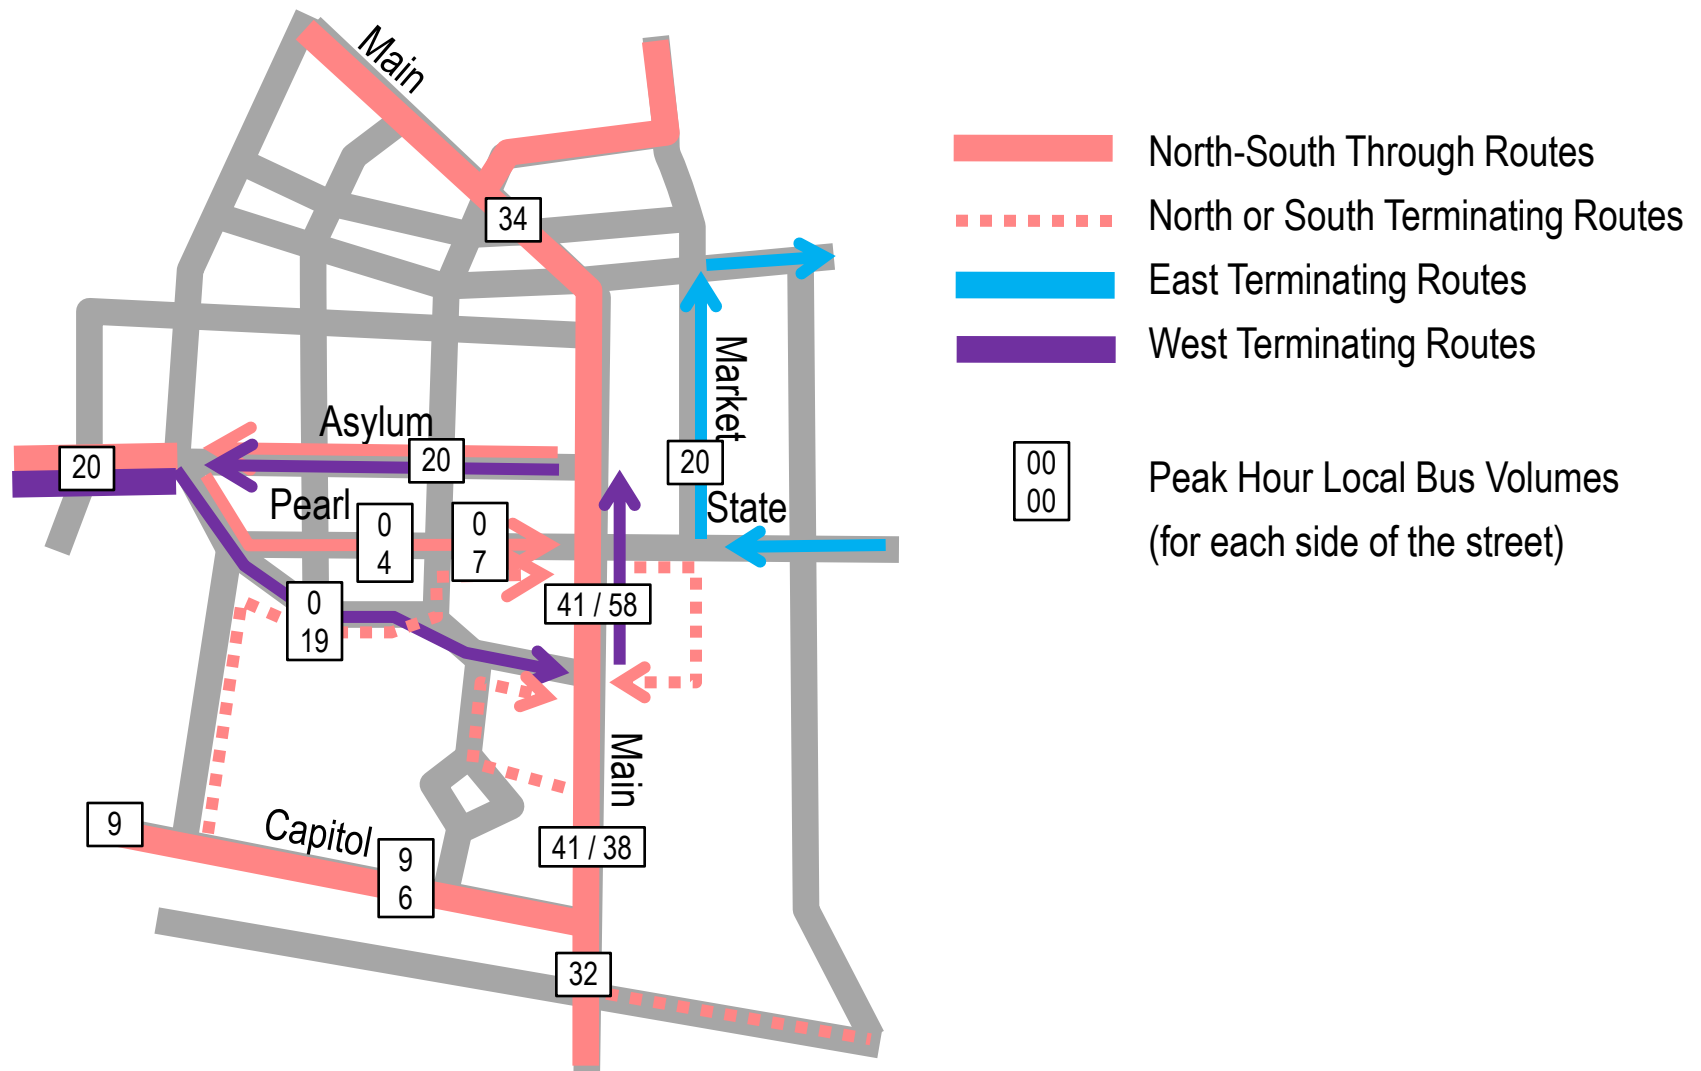 Main
34
North-South Through Routes
North or South Terminating Routes
East Terminating Routes
West Terminating Routes
Market
Asylum
20
20
20
Pearl
0
4
0
7
State
00
00
Peak Hour Local Bus Volumes
(for each side of the street)
0
19
41 / 58
Main
9
Capitol
9
6
41 / 38
32